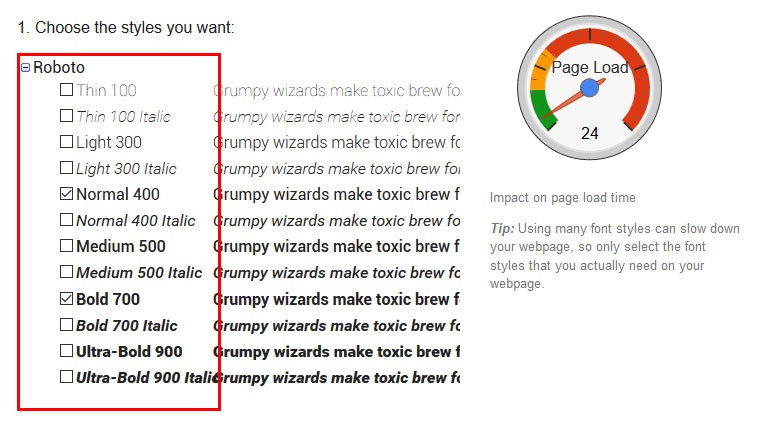 1. Choose the styles you want:
Roboto
Thin 100 Grumpy wizards make toxic brew fo
Thin 100 Italic Grumpy wizards make toxic brew for
Light 300 Grumpy wizards make toxic brew fo
Light 300 Italic Grumpy wizards make toxic brew for
Normal 400 Grumpy wizards make toxic brew f
Normal 400 Italic Grumpy wizards make toxic brew fo
Medium 500 Grumpy wizards make toxic brew f
Medium 500 Italic Grumpy wizards make toxic brew fo
Bold 700 Grumpy wizards make toxic brew f
Bold 700 Italic Grumpy wizards make toxic brew fo
Ultra-Bold 900 Grumpy wizards make toxic brew f
Ultra-Bold 900 Italic Grumpy wizards make toxic brew fo
Page Load
24
Impact on page load time
Tip: Using many font styles can slow down
your webpage, so only select the font
styles that you actually need on your
webpage.